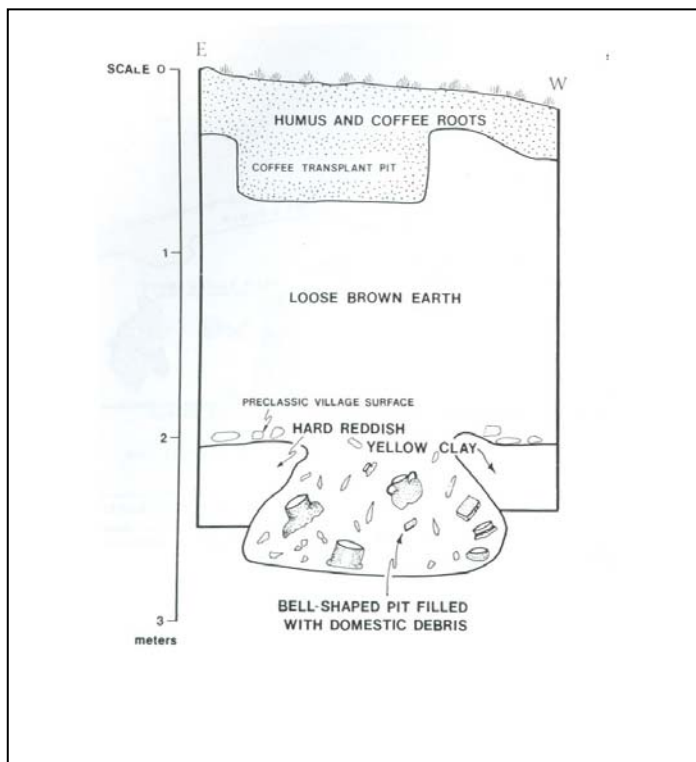 E
SCALE 0
W
HUMUS AND COFFEE ROOTS
COFFEE TRANSPLANT PIT
1
LOOSE BROWN EARTH
PRECLASSIC VILLAGE SURFACE
2
HARD REDDISH
YELLOW CLAY
BELL-SHAPED PIT FILLED
WITH DOMESTIC DEBRIS
3
meters